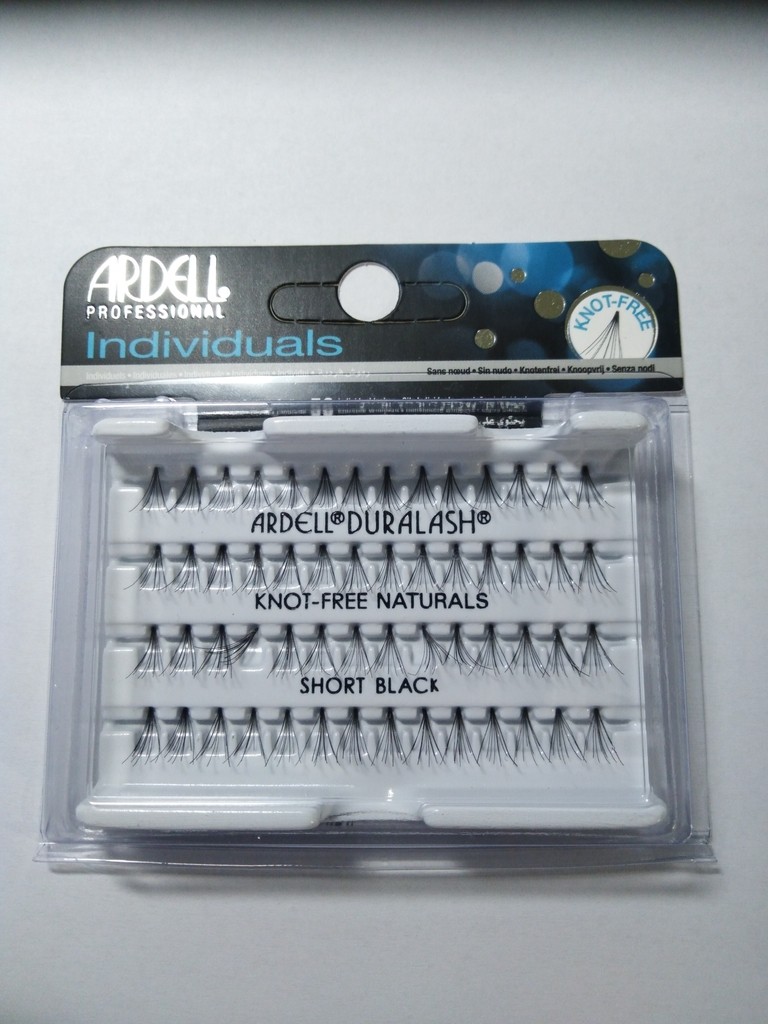 ARDELL®
PROFESSIONAL
Individuals
KNOT-FREE
Sans nœud • Sin nudo • Knotenfrei • Knoopvrij • Senza nodi
ARDELL® DURALASH®
KNOT-FREE NATURALS
SHORT BLACK